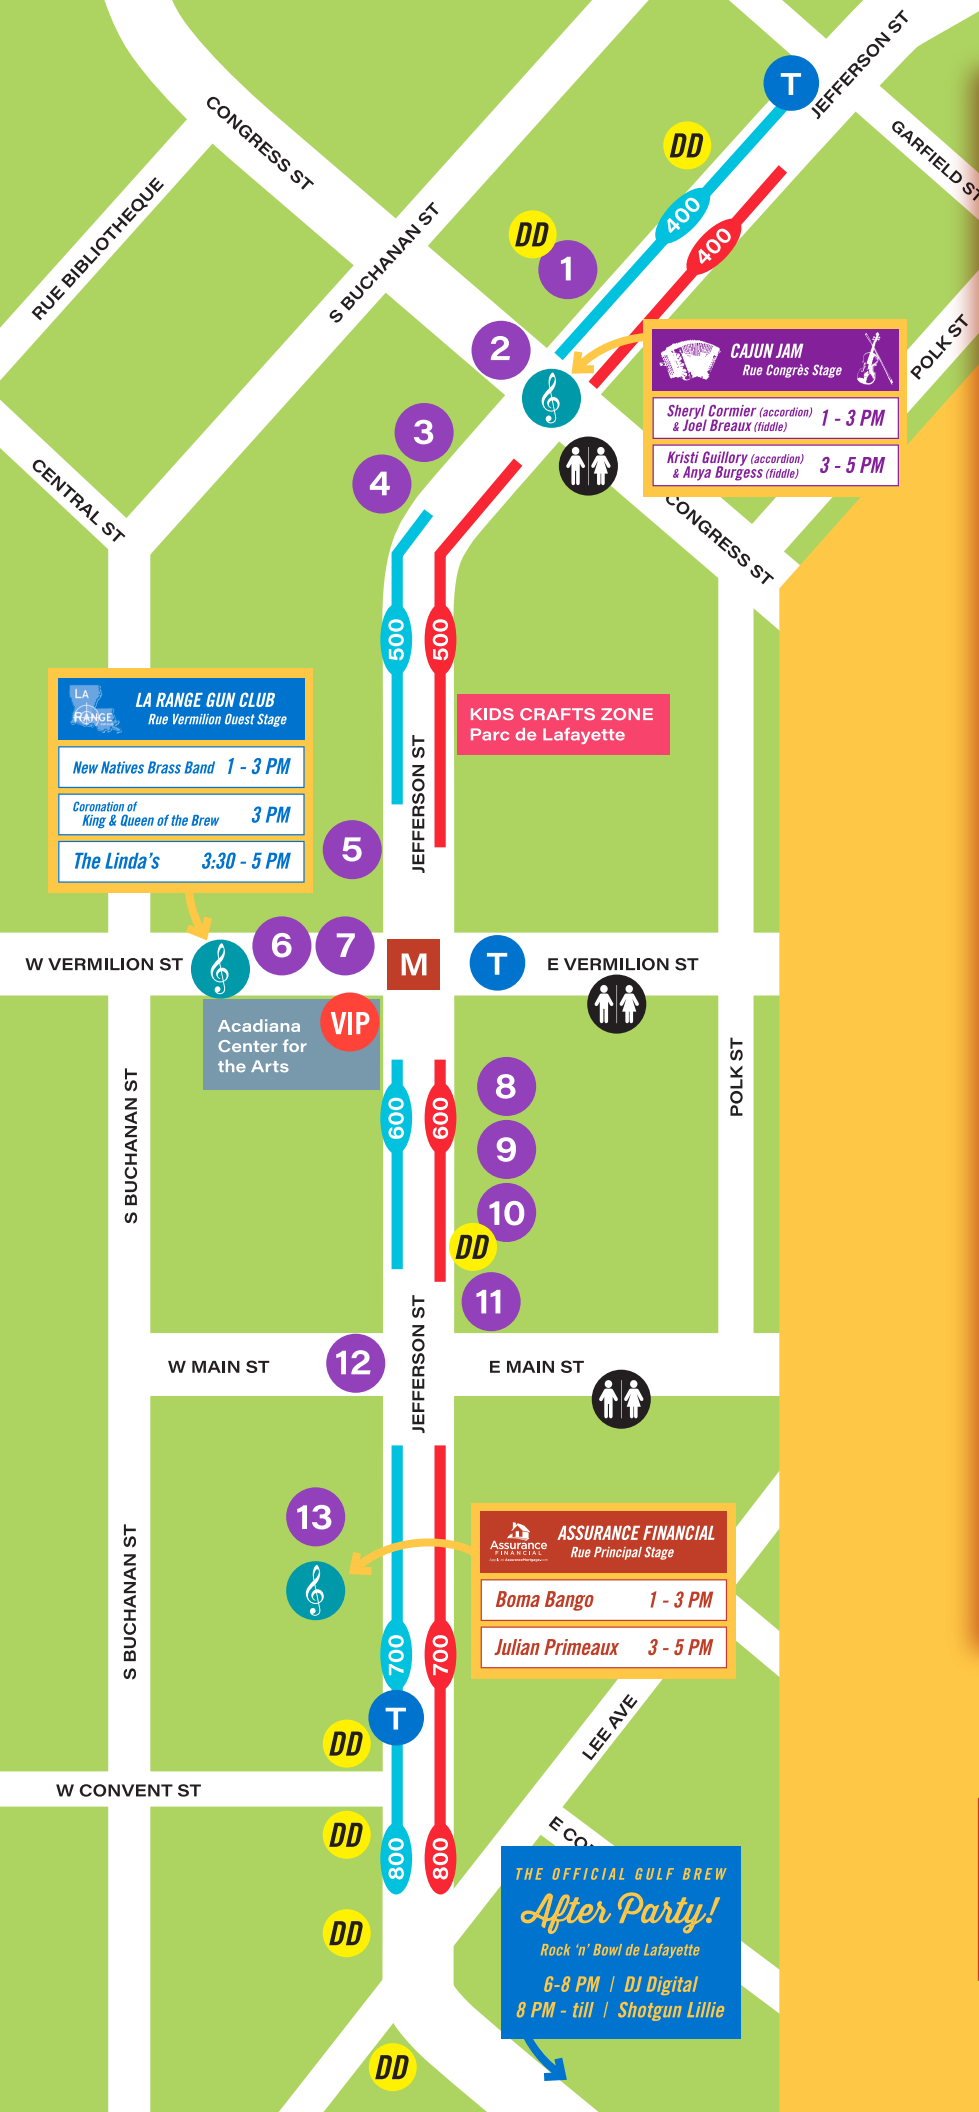 T
JEFFERSON ST
CONGRESS ST
GARFIELD ST
DD
RUE BIBLIOTHEQUE
S BUCHANAN ST
400
400
DD
1
2
POLK ST
CAJUN JAM
Rue Congrès Stage
Sheryl Cormier (accordion)
& Joel Breaux (fiddle)
1 - 3 PM
Kristi Guillory (accordion)
& Anya Burgess (fiddle)
3 - 5 PM
3
4
CENTRAL ST
CONGRESS ST
500
500
LA
RANGE
LA RANGE GUN CLUB
Rue Vermilion Ouest Stage
New Natives Brass Band 1 - 3 PM
Coronation of
King & Queen of the Brew
3 PM
The Linda's 3:30 - 5 PM
KIDS CRAFTS ZONE
Parc de Lafayette
JEFFERSON ST
5
6
7
W VERMILION ST
M
T
E VERMILION ST
Acadiana
Center for
the Arts
VIP
S BUCHANAN ST
POLK ST
600
600
8
9
10
DD
11
JEFFERSON ST
W MAIN ST
12
E MAIN ST
13
S BUCHANAN ST
Assurance
FINANCIAL
ASSURANCE FINANCIAL
Rue Principal Stage
Boma Bango 1 - 3 PM
Julian Primeaux 3 - 5 PM
700
700
T
DD
LEE AVE
W CONVENT ST
DD
800
800
E CO
DD
THE OFFICIAL GULF BREW
After Party!
Rock 'n' Bowl de Lafayette
6-8 PM | DJ Digital
8 PM - till | Shotgun Lillie
DD